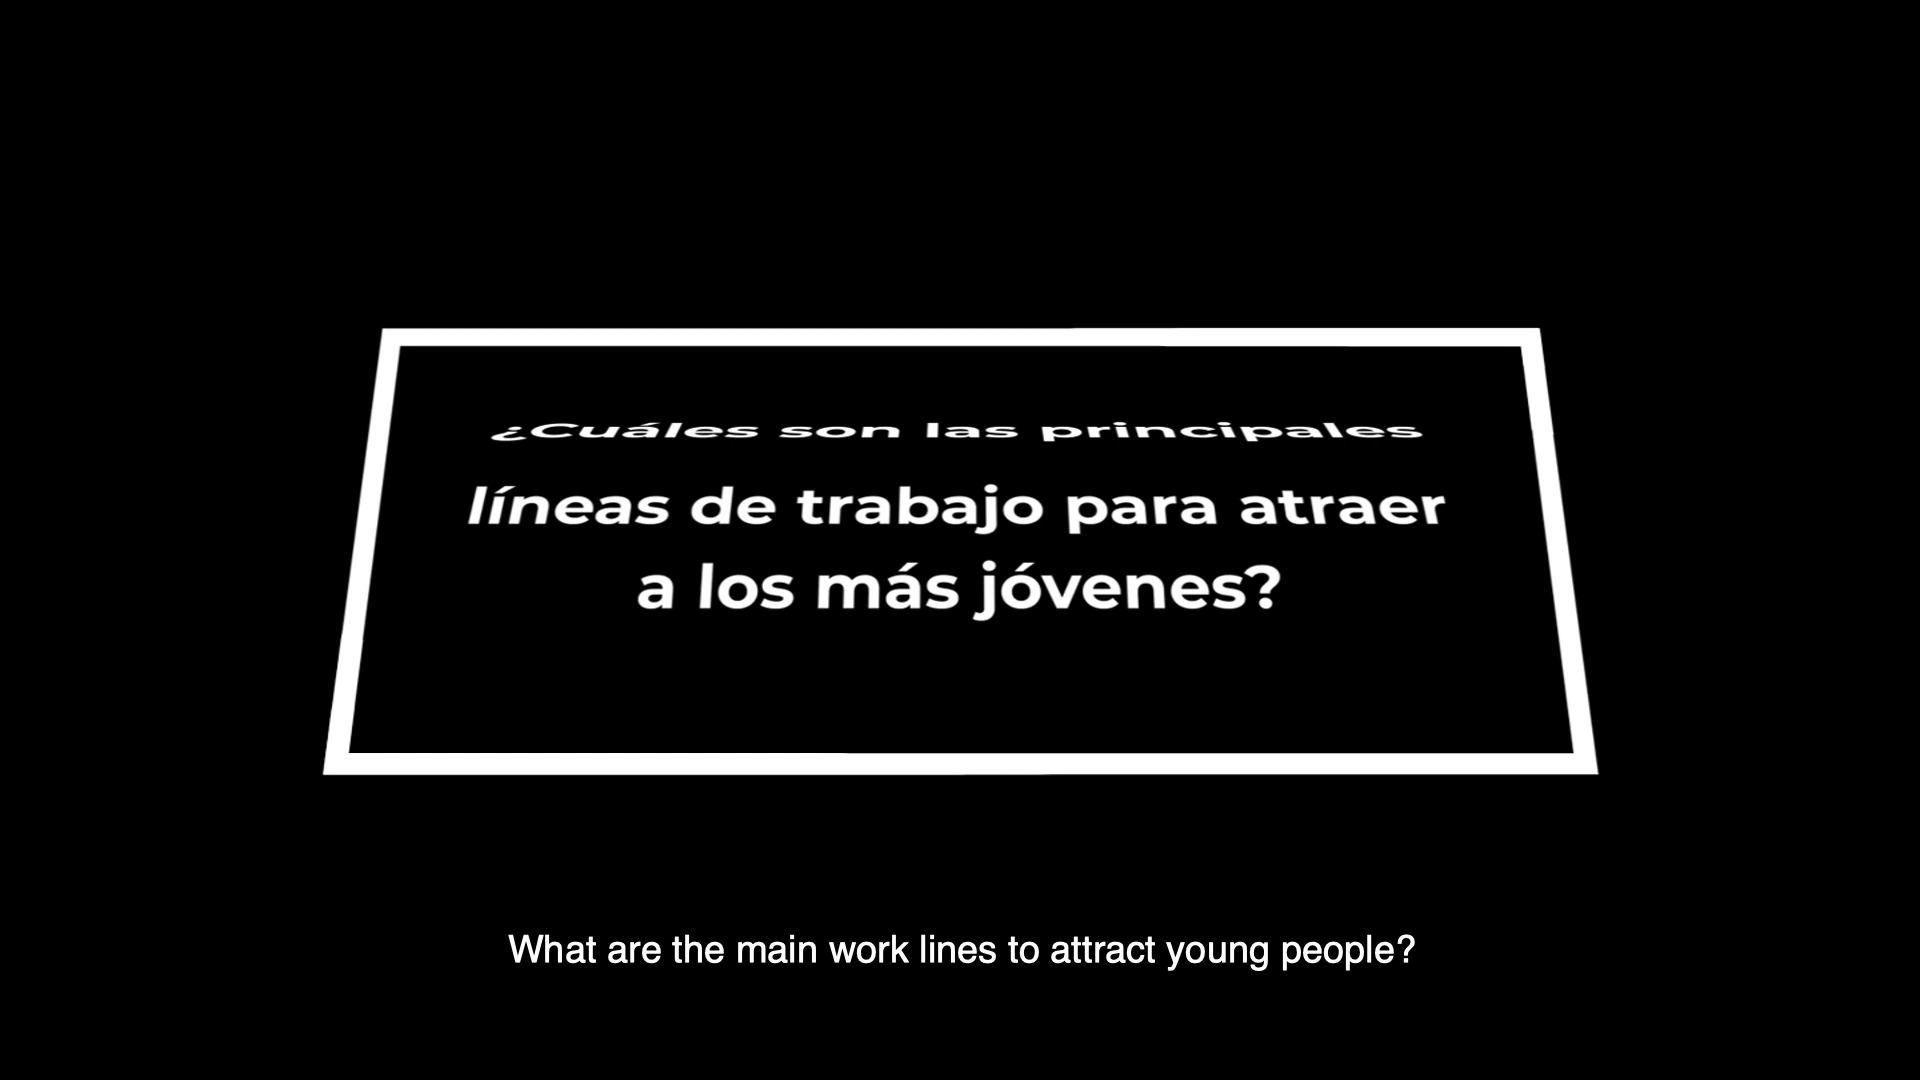 ¿Cuáles son las principales
líneas de trabajo para atraer
a los más jóvenes?
What are the main work lines to attract young people?